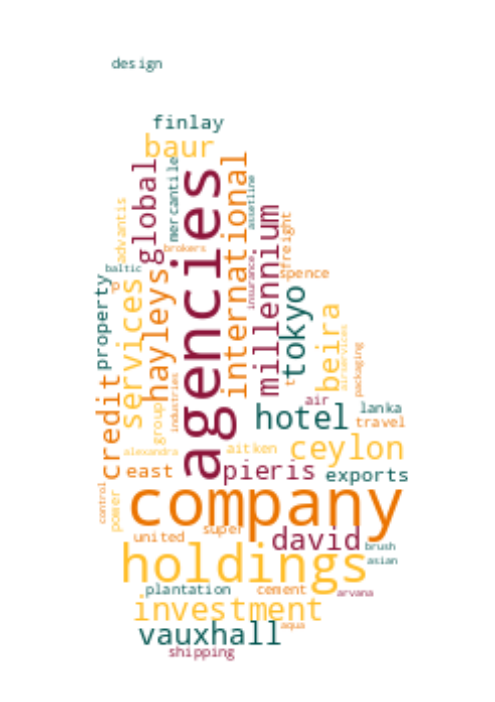 design
finlay
baur
mercantile
global
international
agencies
assetline
advantis
brokers
millennium
freight
baltic
spence
property
services
hayleys
insurance
tokyo
beira
airservices
packaging
credit
group
industries
air
hotel
lanka
travel
alexandra
aitken
ceylon
east
pieris
exports
control
power
company
super
united
david
brush
holdings
asian
plantation
cement
arvana
investment
vauxhall
aqua
shipping